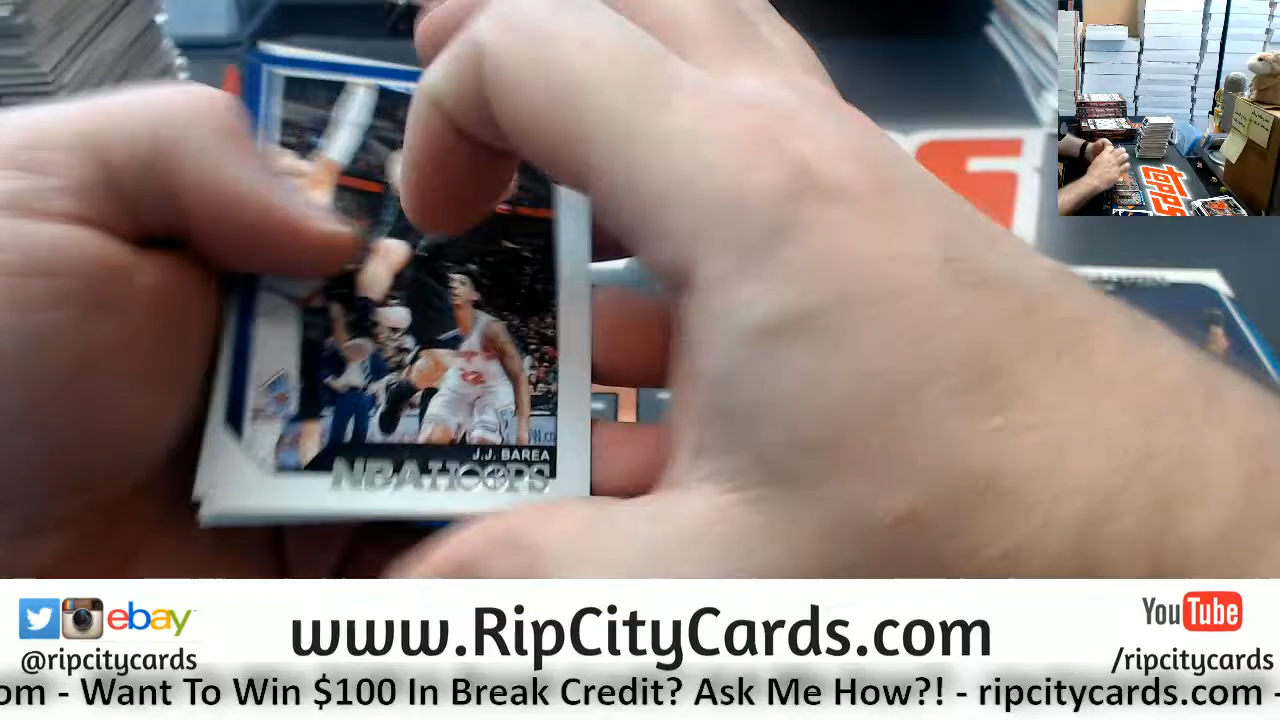 TOPPS
J.J. BAREA
NBA HOOPS
ebay
@ripcitycards
www.RipCityCards.com
YouTube
/ripcitycards
om - Want To Win $100 In Break Credit? Ask Me How?! - ripcitycards.com -